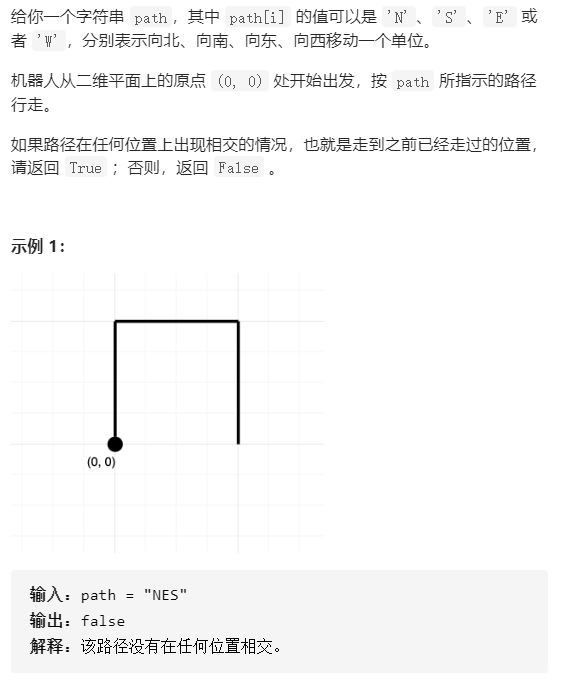 给你一个字符串 path，其中 path[i] 的值可以是 'N'、'S'、'E' 或
者 'W'，分别表示向北、向南、向东、向西移动一个单位。
机器人从二维平面上的原点 (0, 0) 处开始出发，按 path 所指示的路径
行走。
如果路径在任何位置上出现相交的情况，也就是走到之前已经走过的位置，
请返回 True ；否则，返回 False 。
示例 1：
(0, 0)
输入：path = "NES"
输出：false
解释：该路径没有在任何位置相交。